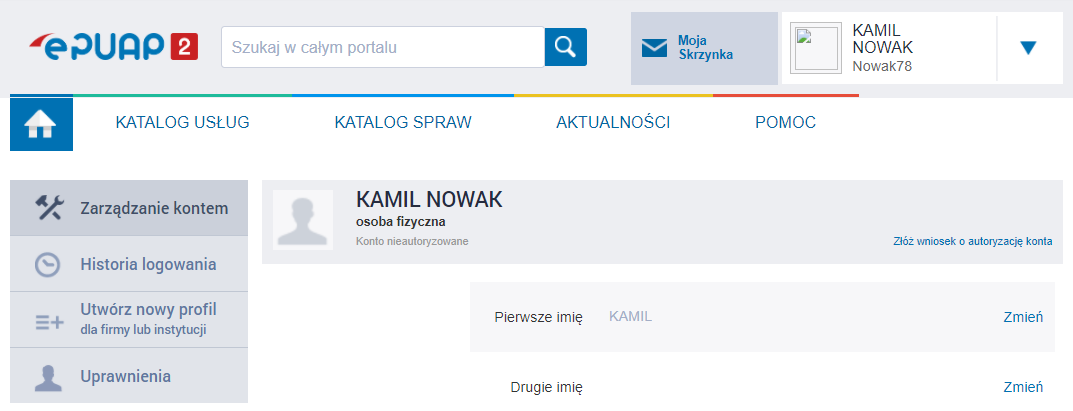 ePUAP 2
Szukaj w całym portalu
Moja
Skrzynka
KAMIL
NOWAK
Nowak78
KATALOG USŁUG
KATALOG SPRAW
AKTUALNOŚCI
POMOC
Zarządzanie kontem
Historia logowania
Utwórz nowy profil
dla firmy lub instytucji
Uprawnienia
KAMIL NOWAK
osoba fizyczna
Konto nieautoryzowane
Złóż wniosek o autoryzację konta
Pierwsze imię KAMIL Zmień
Drugie imię Zmień